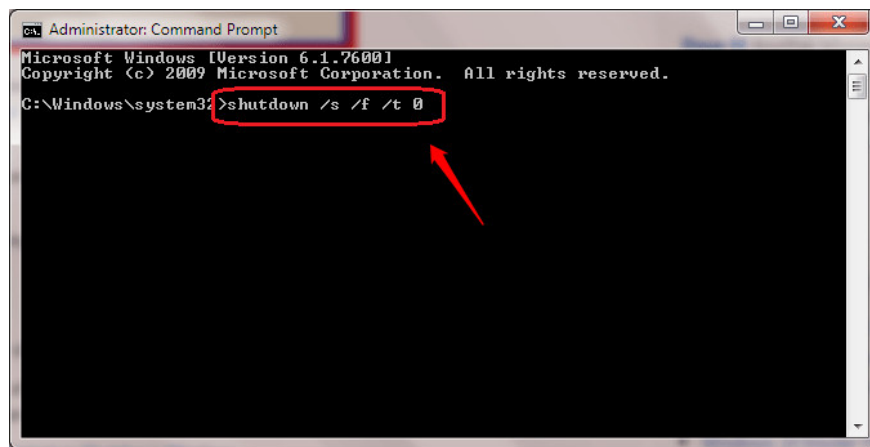 Administrator: Command Prompt
Microsoft Windows [Version 6.1.7600]
Copyright (c) 2009 Microsoft Corporation.  All rights reserved.
C:\Windows\system32>shutdown /s /f /t 0